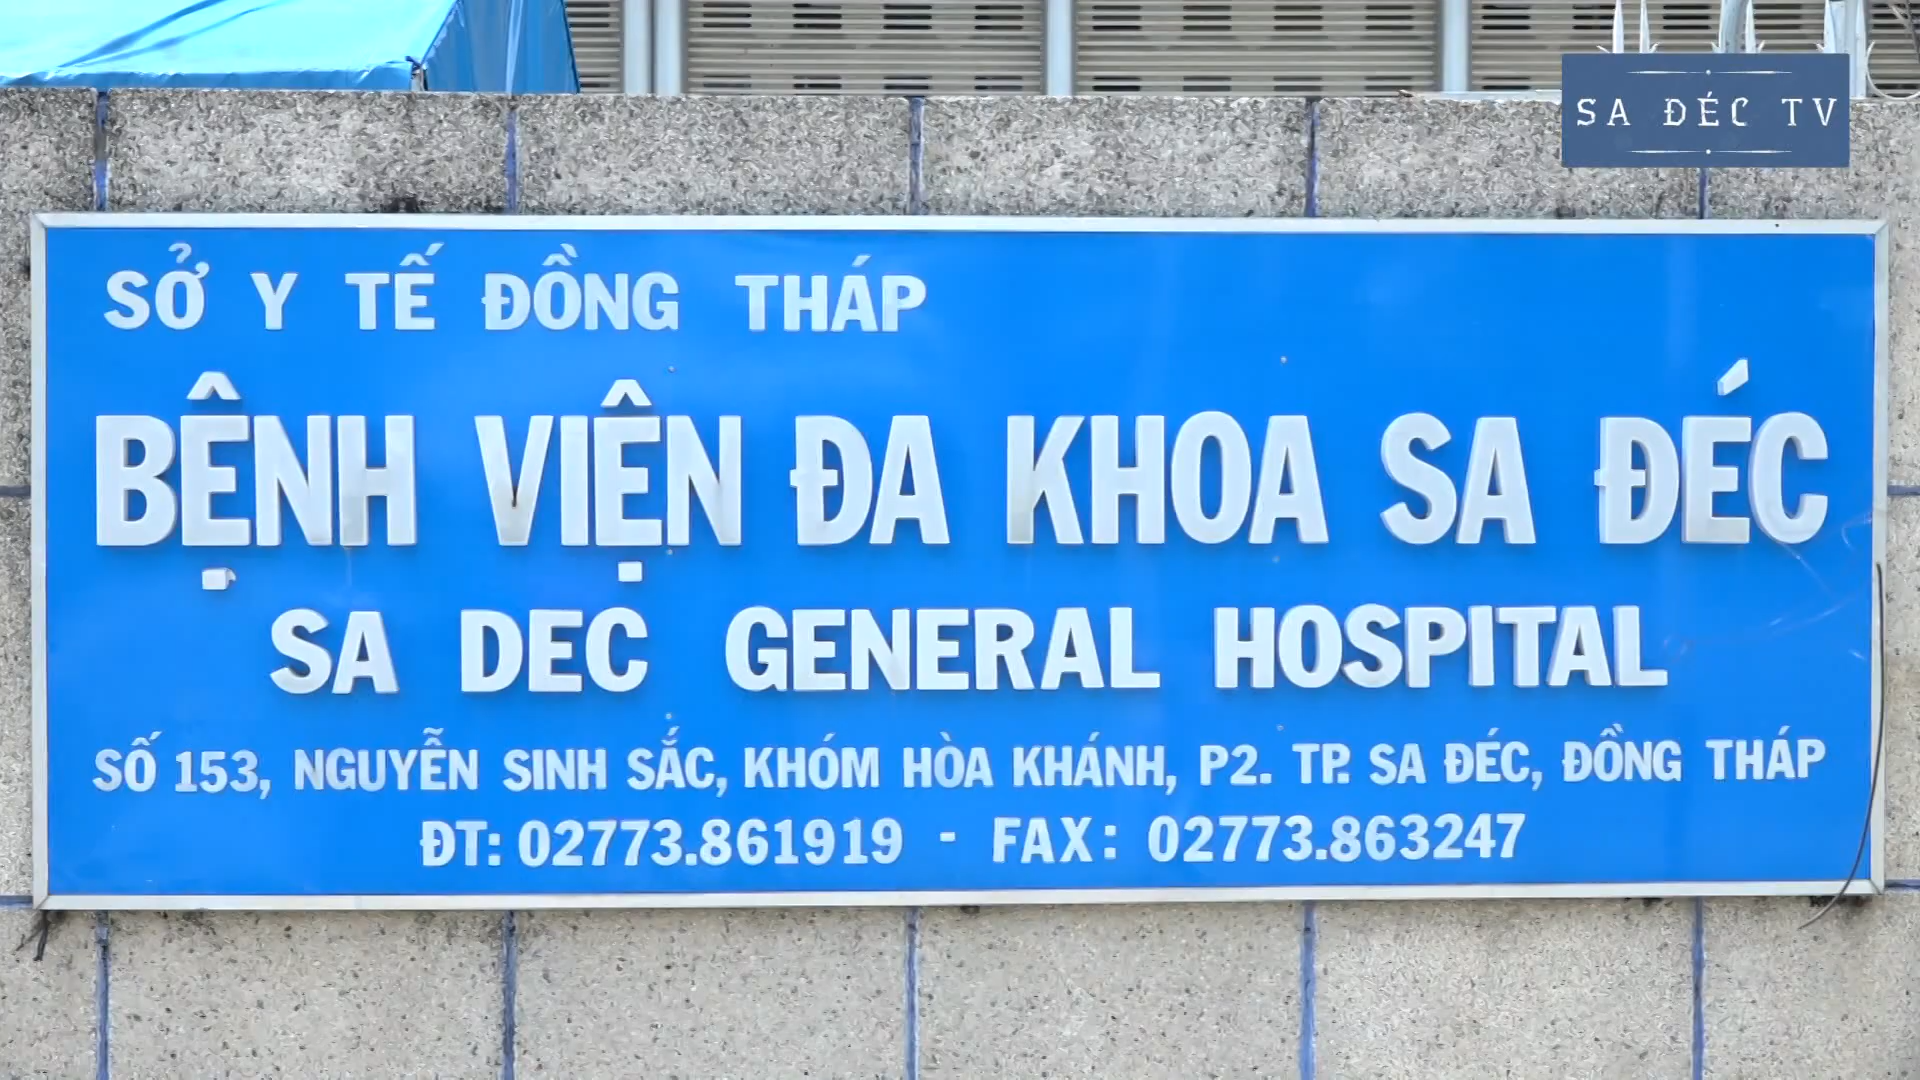 SA ĐÉC TV
SỞ Y TẾ ĐỒNG THÁP
BỆNH VIỆN ĐA KHOA SA ĐÉC
SA DEC GENERAL HOSPITAL
SỐ 153, NGUYỄN SINH SẮC, KHÓM HÒA KHÁNH, P2. TP. SA ĐÉC, ĐỒNG THÁP
ĐT: 02773.861919 - FAX: 02773.863247